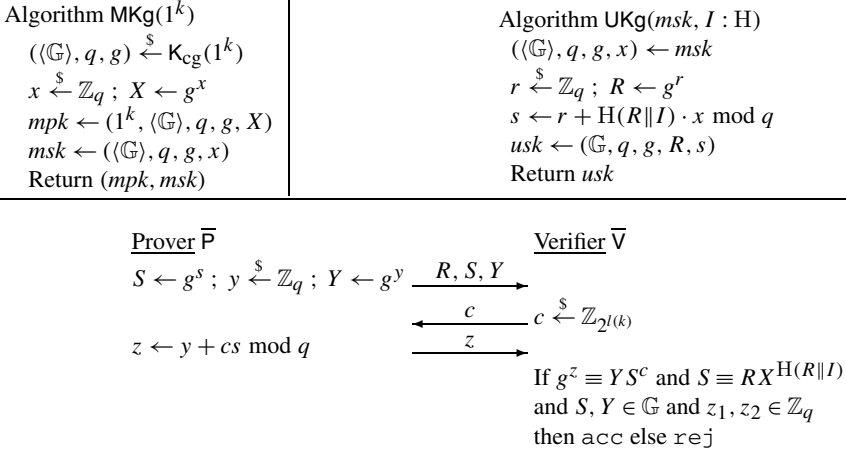 Algorithm MKg(1^k)
(⟨𝔾⟩, q, g) ←$ K_cg(1^k)
x ←$ ℤ_q ; X ← g^x
mpk ← (1^k, ⟨𝔾⟩, q, g, X)
msk ← (⟨𝔾⟩, q, g, x)
Return (mpk, msk)
Algorithm UKg(msk, I : H)
(⟨𝔾⟩, q, g, x) ← msk
r ←$ ℤ_q ; R ← g^r
s ← r + H(R‖I) · x mod q
usk ← (𝔾, q, g, R, s)
Return usk
Prover P̅
Verifier V̅
S ← g^s ; y ←$ ℤ_q ; Y ← g^y
R, S, Y
c
c ←$ ℤ_{2^{l(k)}}
z ← y + cs mod q
z
If g^z ≡ YS^c and S ≡ RX^{H(R‖I)}
and S, Y ∈ 𝔾 and z_1, z_2 ∈ ℤ_q
then acc else rej